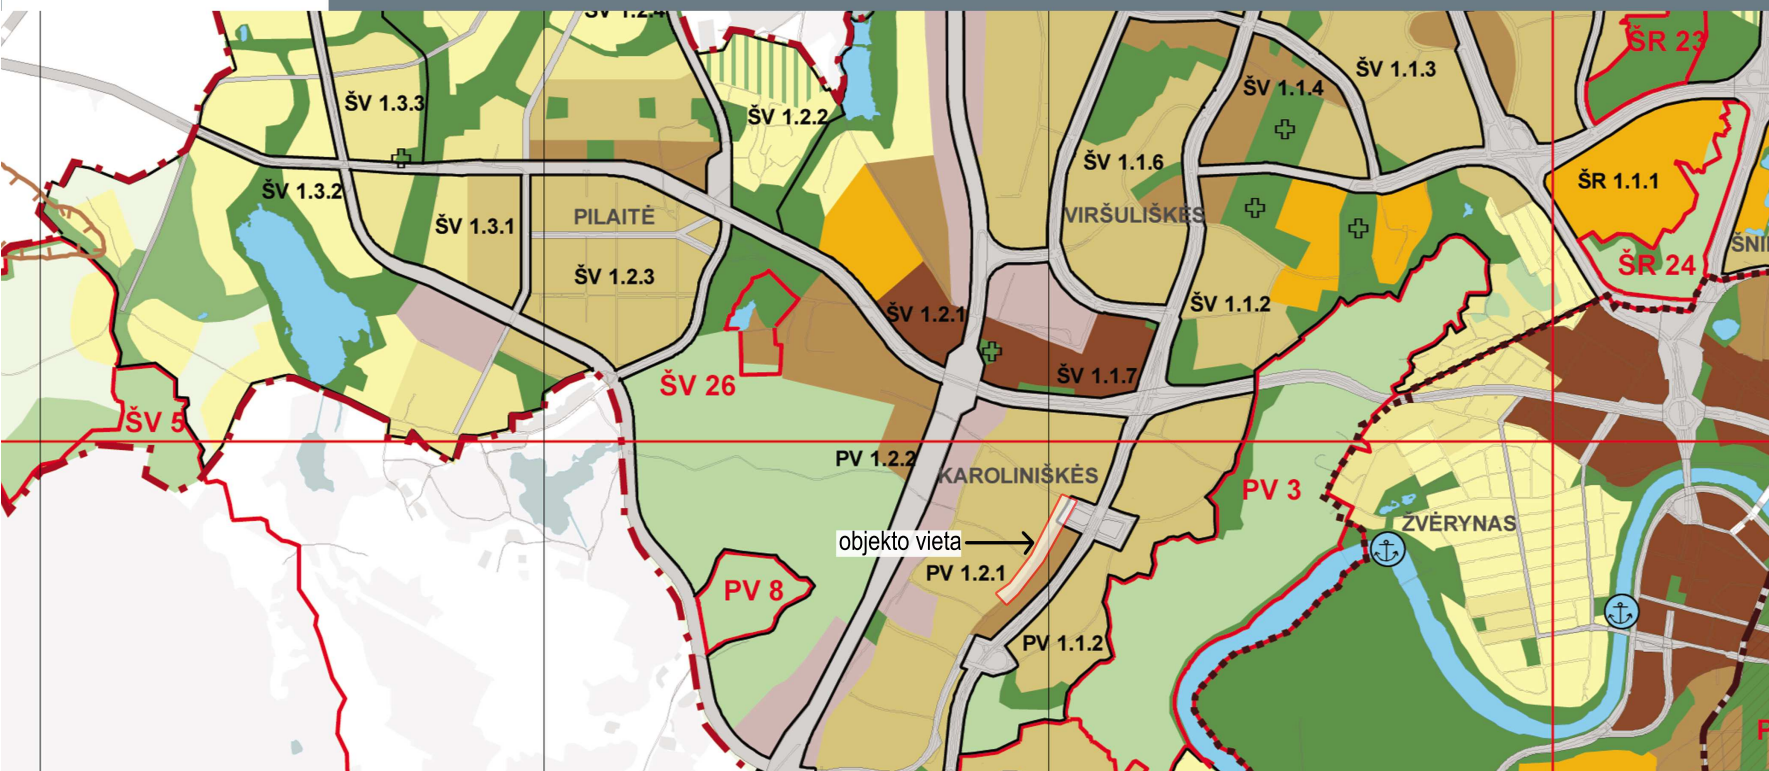 ŠV 1.2.4
ŠR 23
ŠV 1.3.3
ŠV 1.2.2
ŠV 1.1.4
ŠV 1.1.3
ŠV 1.3.2
ŠV 1.3.1
PILAITĖ
ŠV 1.1.6
VIRŠULIŠKĖS
ŠR 1.1.1
ŠV 1.2.3
ŠR 24
ŠV 1.2.1
ŠV 1.1.2
ŠV 26
ŠV 1.1.7
ŠV 5
PV 1.2.2
KAROLINIŠKĖS
PV 3
ŽVĖRYNAS
objekto vieta
PV 1.2.1
PV 8
PV 1.1.2